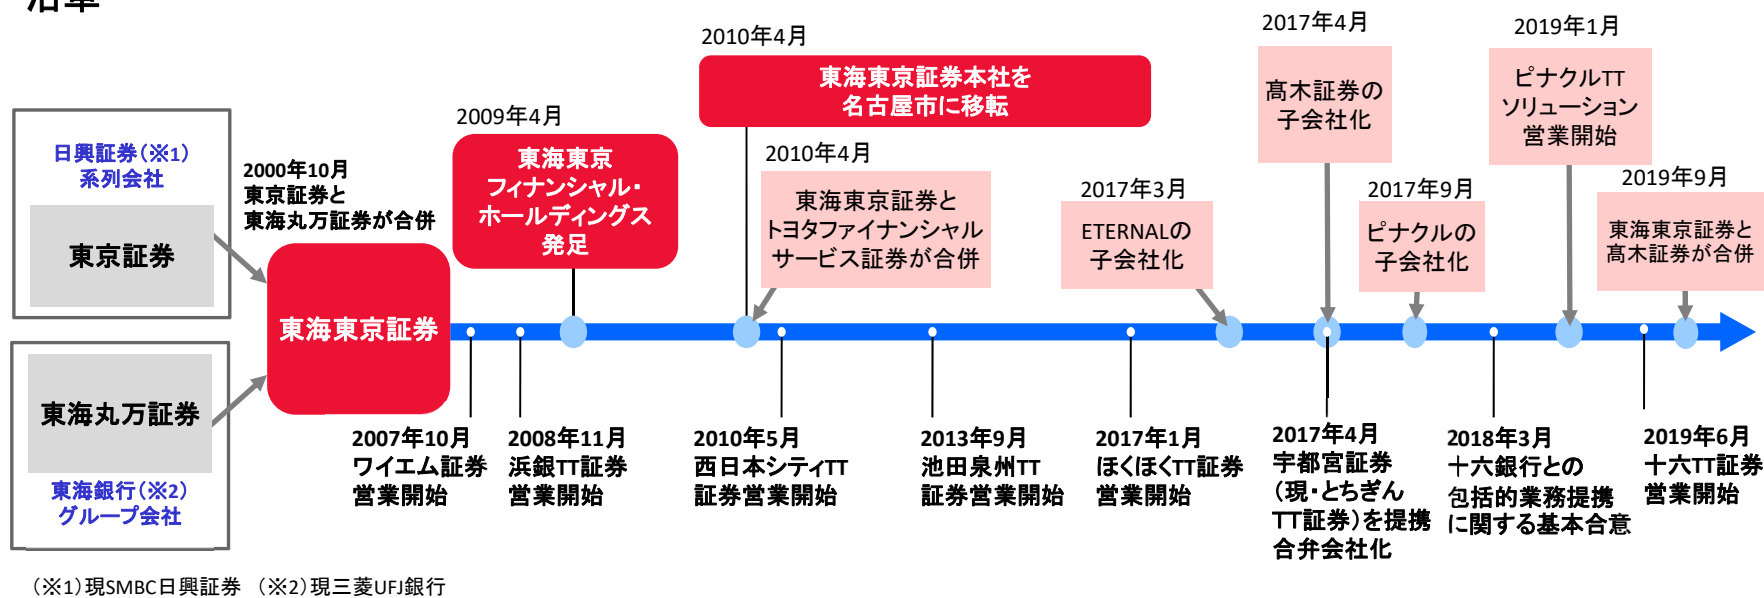 沿革
日興証券(※1)
系列会社
東京証券
東海丸万証券
東海銀行(※2)
グループ会社
2000年10月
東京証券と
東海丸万証券が合併
東海東京証券
2009年4月
東海東京
フィナンシャル・
ホールディングス
発足
2010年4月
東海東京証券本社を
名古屋市に移転
2010年4月
東海東京証券と
トヨタファイナンシャル
サービス証券が合併
2017年3月
ETERNALの
子会社化
2017年4月
髙木証券の
子会社化
2017年9月
ピナクルの
子会社化
2019年1月
ピナクルTT
ソリューション
営業開始
2019年9月
東海東京証券と
髙木証券が合併
2007年10月
ワイエム証券
営業開始
2008年11月
浜銀TT証券
営業開始
2010年5月
西日本シティTT
証券営業開始
2013年9月
池田泉州TT
証券営業開始
2017年1月
ほくほくTT証券
営業開始
2017年4月
宇都宮証券
(現・とちぎん
TT証券)を提携
合弁会社化
2018年3月
十六銀行との
包括的業務提携
に関する基本合意
2019年6月
十六TT証券
営業開始
(※1)現SMBC日興証券 (※2)現三菱UFJ銀行